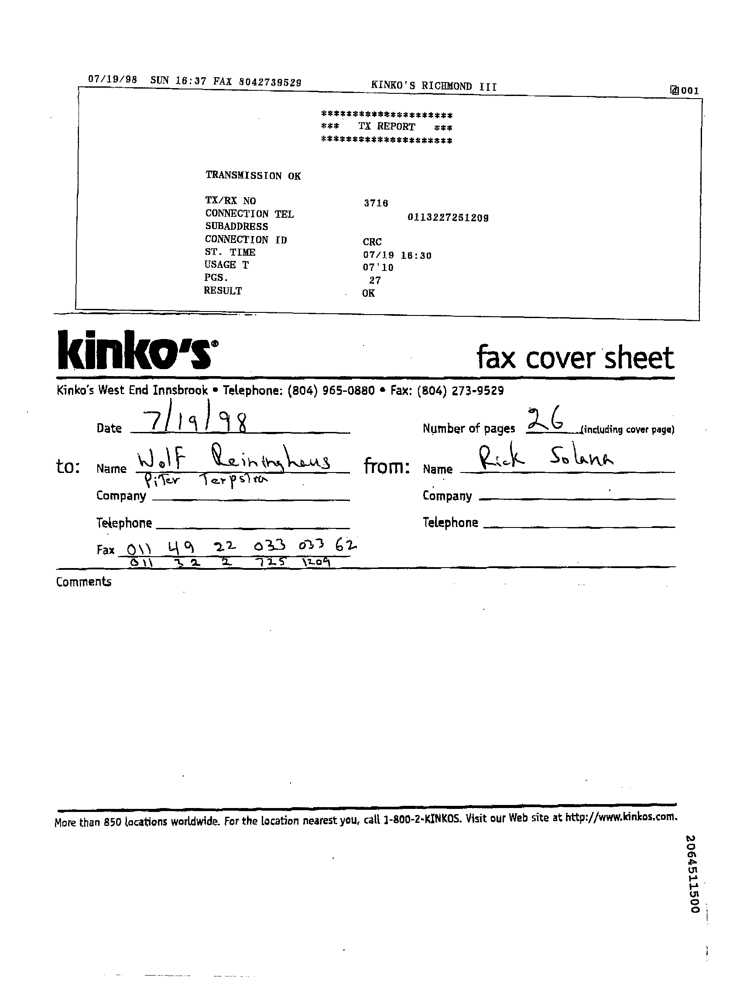 07/19/98 SUN 16:37 FAX 8042739529 KINKO'S RICHMOND III 001
*********************
*** TX REPORT ***
*********************
TRANSMISSION OK
TX/RX NO 3716
CONNECTION TEL 0113227251209
SUBADDRESS
CONNECTION ID CRC
ST. TIME 07/19 16:30
USAGE T 07'10
PGS. 27
RESULT OK
kinko's® fax cover sheet
Kinko's West End Innsbrook • Telephone: (804) 965-0880 • Fax: (804) 273-9529
Date 7/19/98 Number of pages 26 (including cover page)
to: Name Wolf Reininghaus from: Name Rick Solana
Piter Terpstra
Company Company
Telephone Telephone
Fax 011 49 22 033 033 62
011 32 2 725 1209
Comments
More than 850 locations worldwide. For the location nearest you, call 1-800-2-KINKOS. Visit our Web site at http://www.kinkos.com.
2064511500